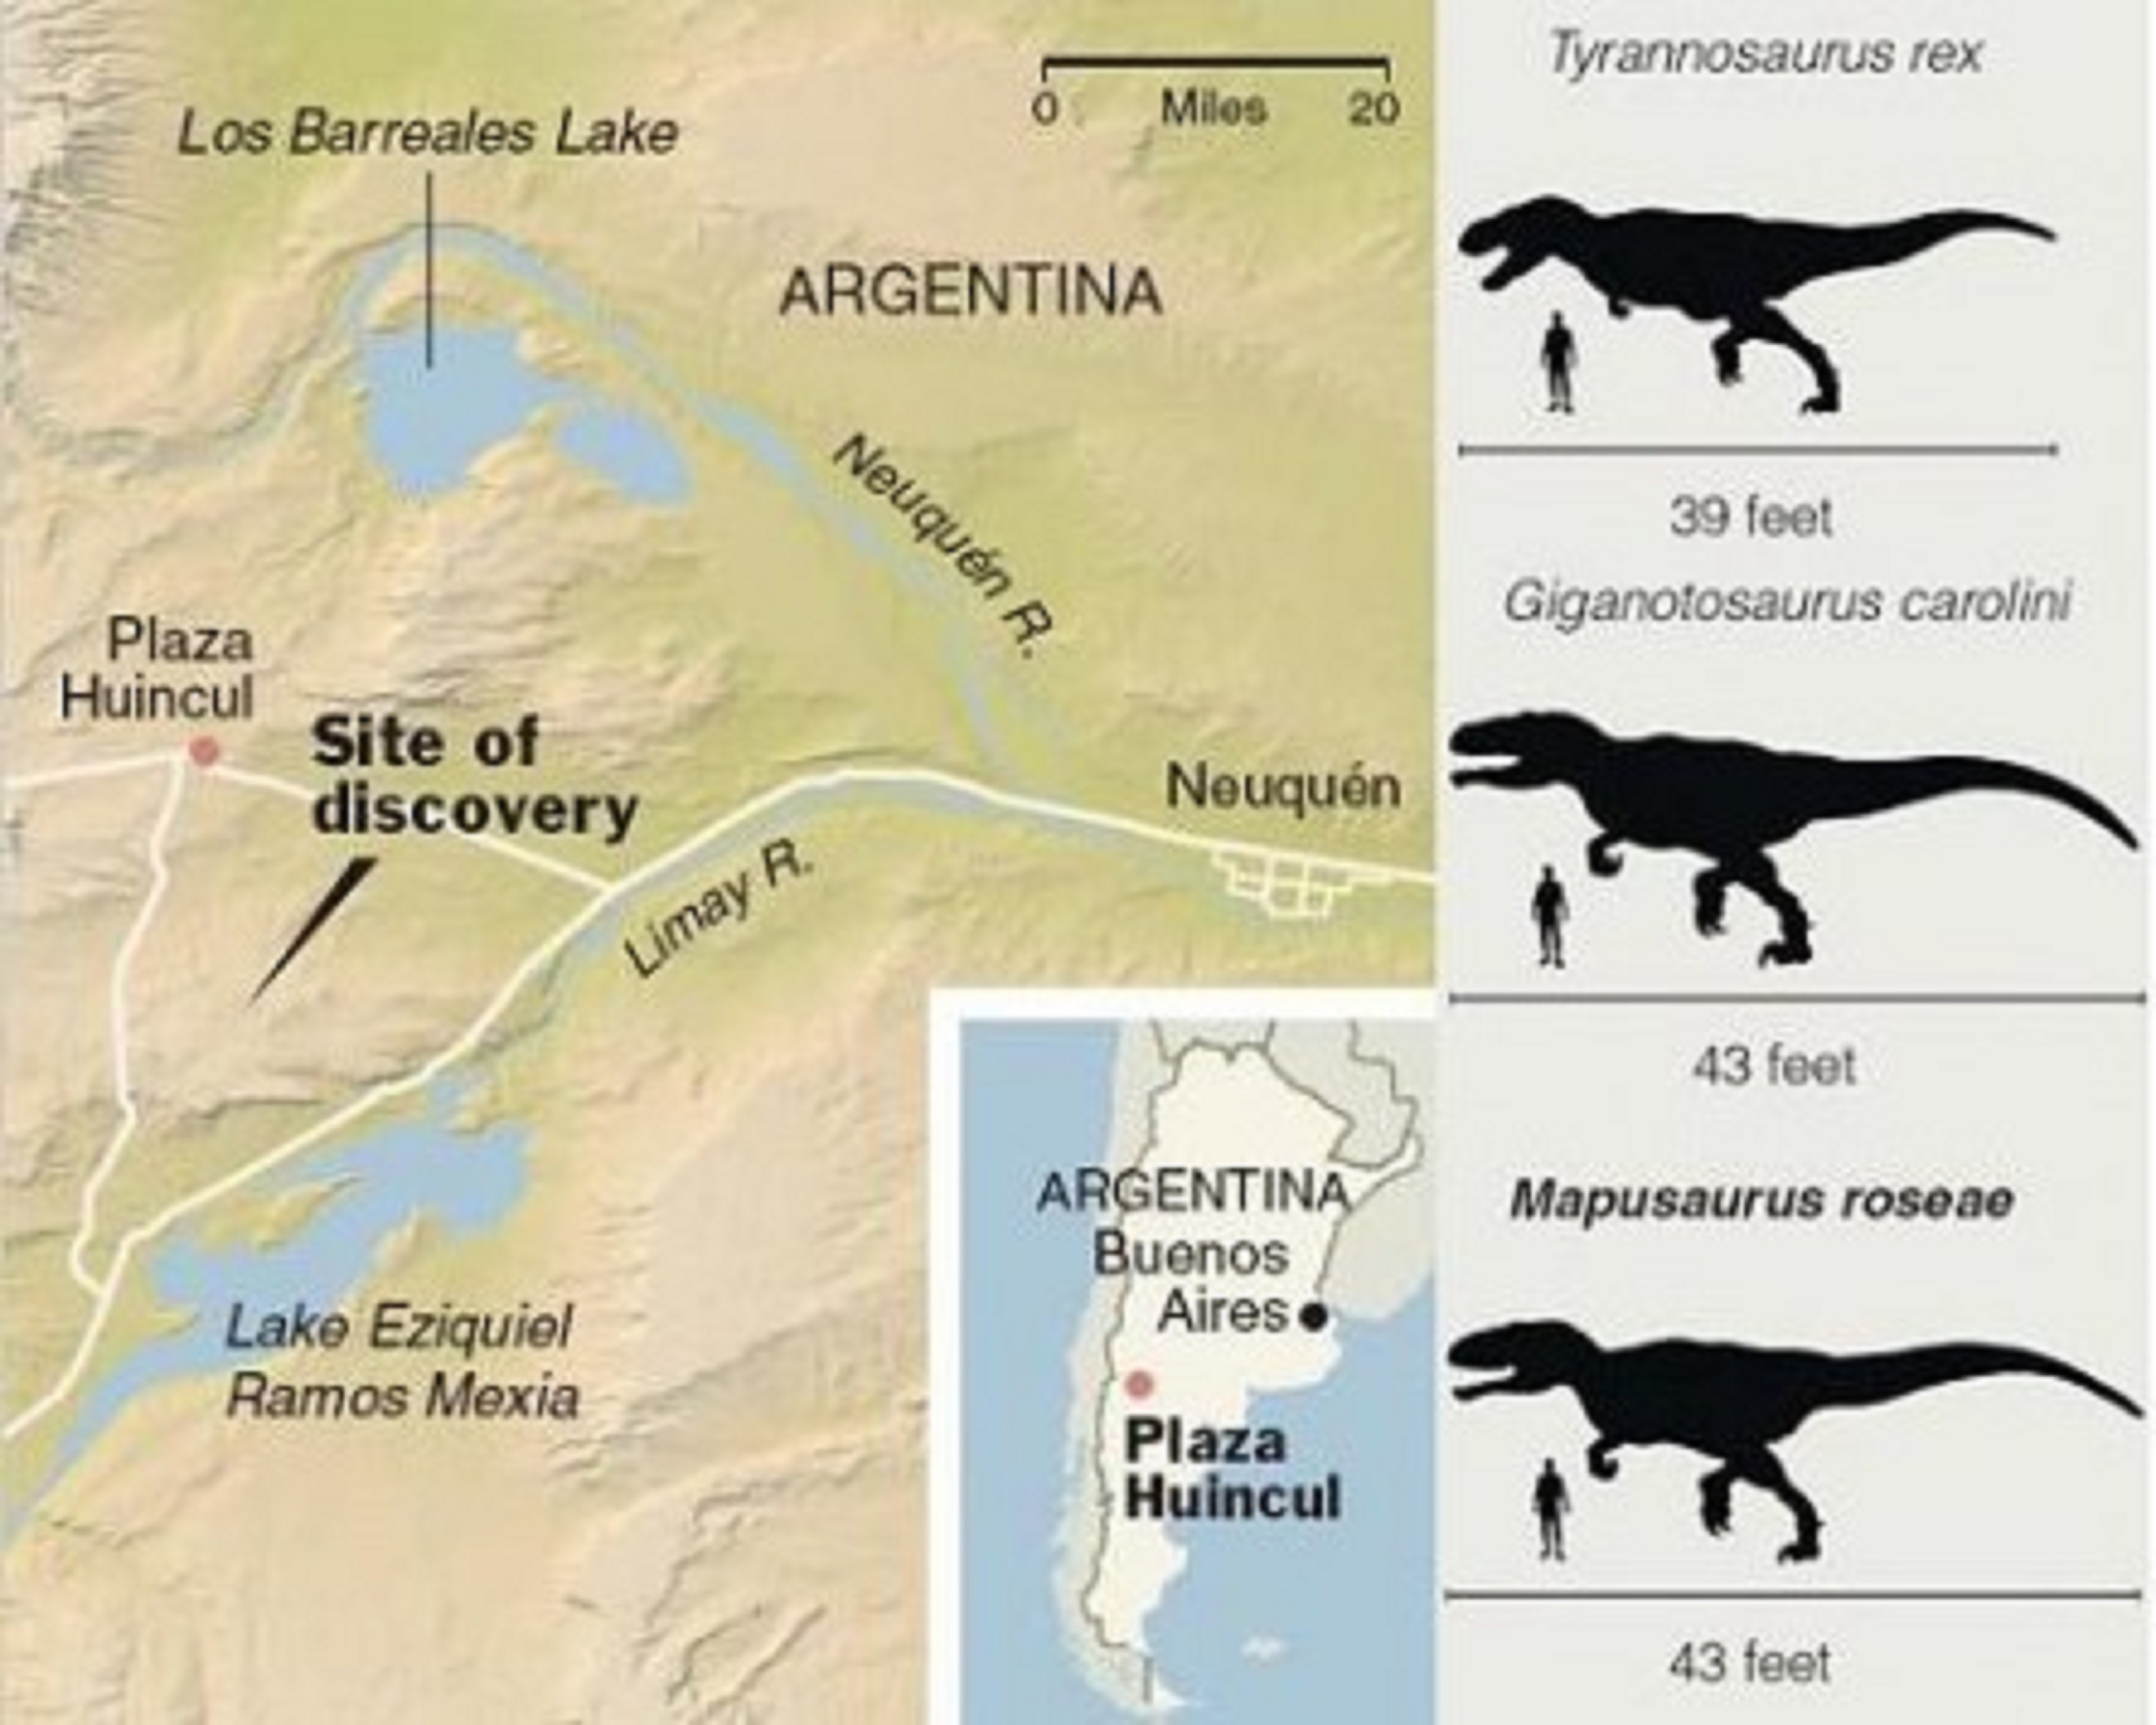 Los Barreales Lake
0 Miles 20
ARGENTINA
Neuquén R.
Plaza
Huincul
Site of
discovery
Neuquén
Limay R.
Lake Eziquiel
Ramos Mexia
ARGENTINA
Buenos
Aires
Plaza
Huincul
Tyrannosaurus rex
39 feet
Giganotosaurus carolini
43 feet
Mapusaurus roseae
43 feet